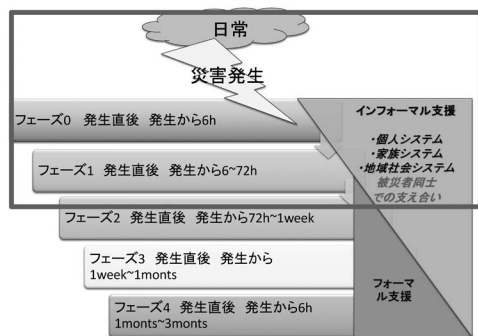 日常
災害発生
フェーズ0 発生直後 発生から6h
フェーズ1 発生直後 発生から6~72h
フェーズ2 発生直後 発生から72h~1week
フェーズ3 発生直後 発生から
1week~1monts
フェーズ4 発生直後 発生から6h
1monts~3monts
インフォーマル支援
・個人システム
・家族システム
・地域社会システム
被災者同士
での支え合い
フォーマ
ル支援